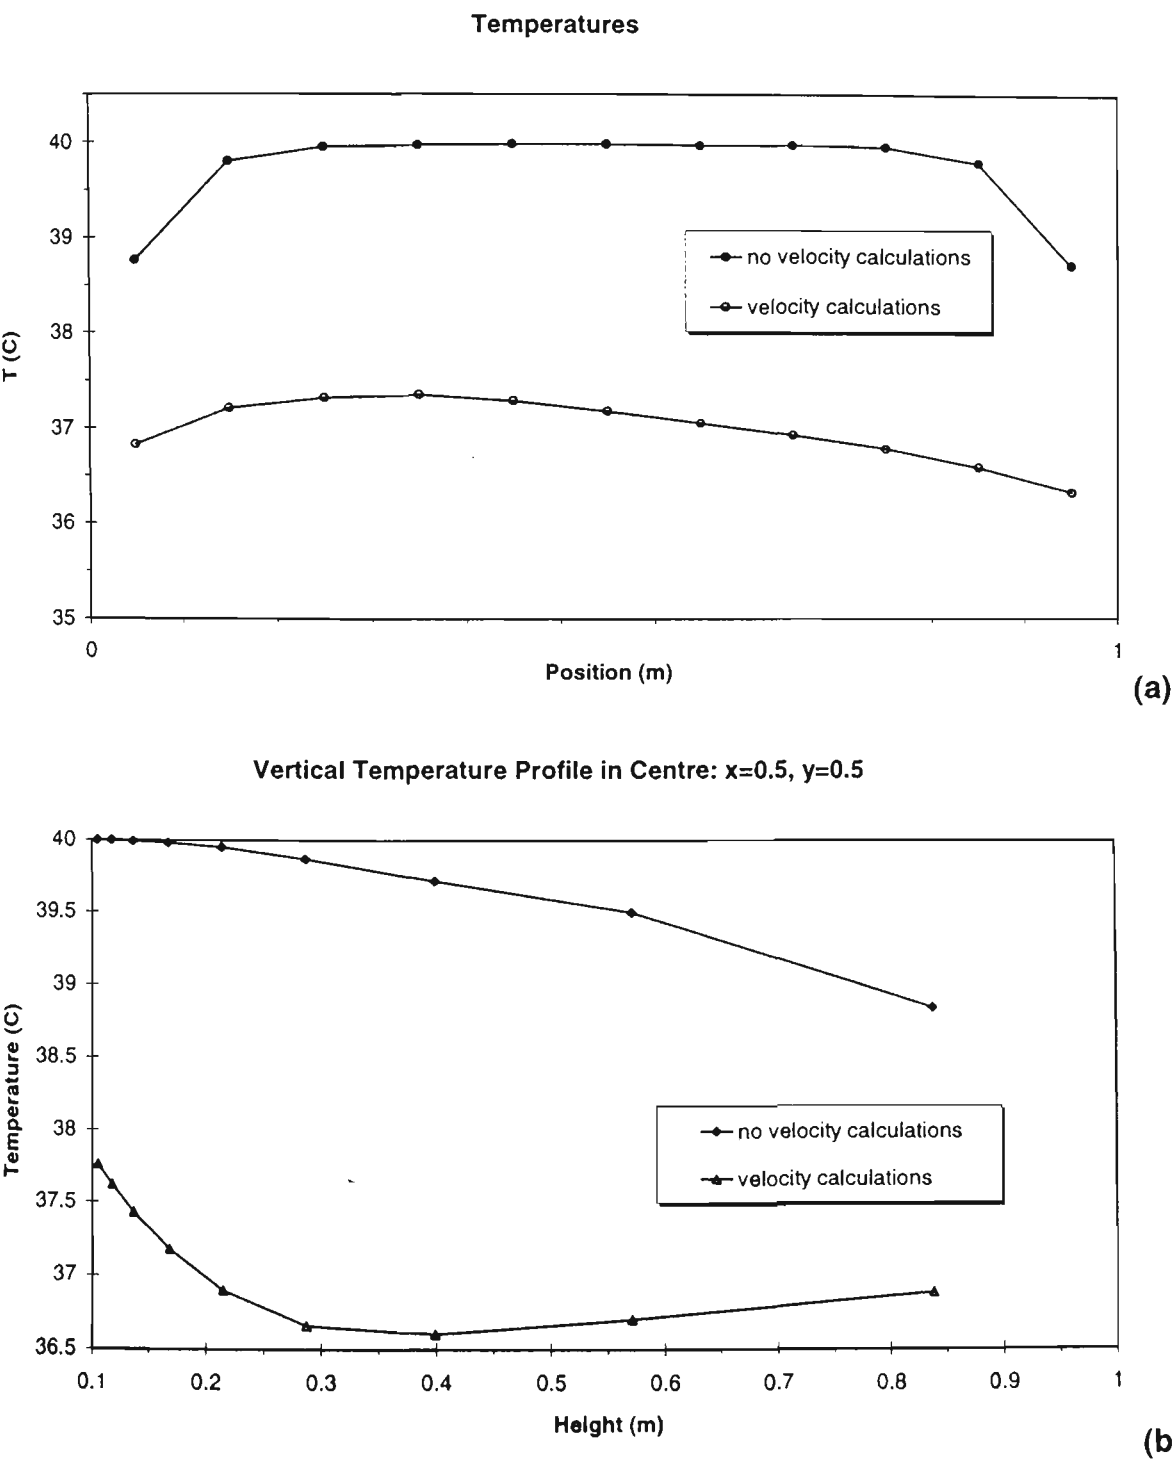 Temperatures
40
39
38
37
36
35
T (C)
no velocity calculations
velocity calculations
0
1
Position (m)
(a)
Vertical Temperature Profile in Centre: x=0.5, y=0.5
40
39.5
39
38.5
38
37.5
37
36.5
Temperature (C)
no velocity calculations
velocity calculations
0.1 0.2 0.3 0.4 0.5 0.6 0.7 0.8 0.9 1
Height (m)
(b